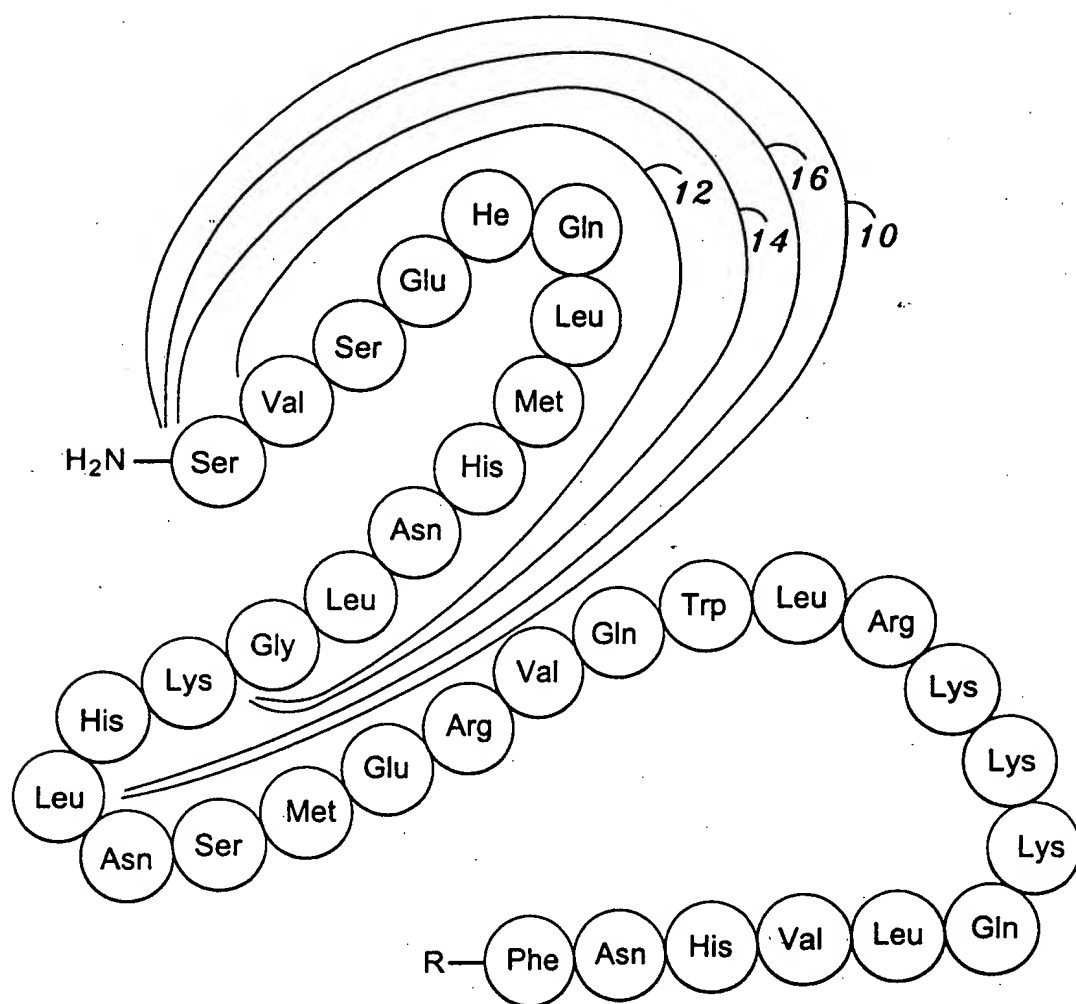 H₂N
Ser
Val
Ser
Glu
He
Gln
Leu
Met
His
Asn
Leu
Gly
Lys
His
Leu
Asn
Ser
Met
Glu
Arg
Val
Gln
Trp
Leu
Arg
Lys
Lys
Lys
Gln
Leu
Val
His
Asn
Phe
R
12
14
16
10